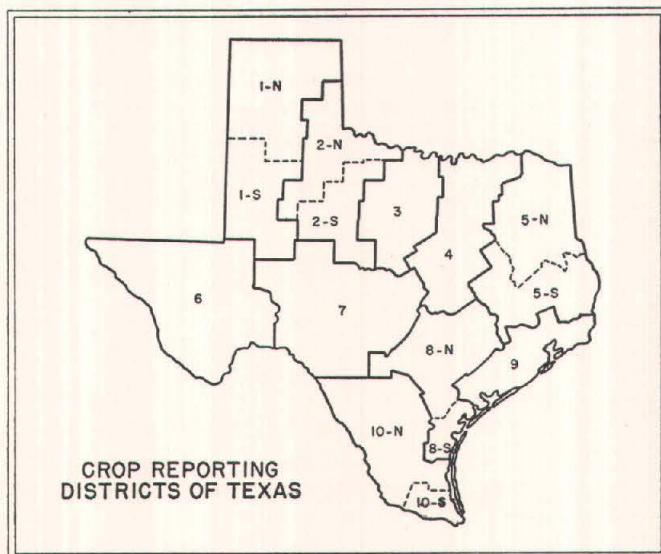 1-N
2-N
1-S
2-S
3
4
5-N
5-S
6
7
8-N
9
10-N
8-S
10-S
CROP REPORTING
DISTRICTS OF TEXAS